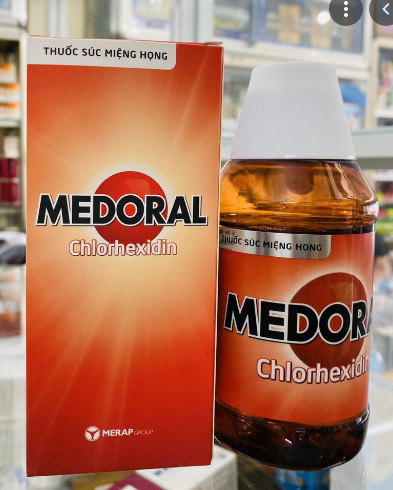 THUỐC SÚC MIỆNG HỌNG
MEDORAL
Chlorhexidin
MERAP GROUP
THUỐC SÚC MIỆNG HỌNG
MEDORA
Chlorhexidin